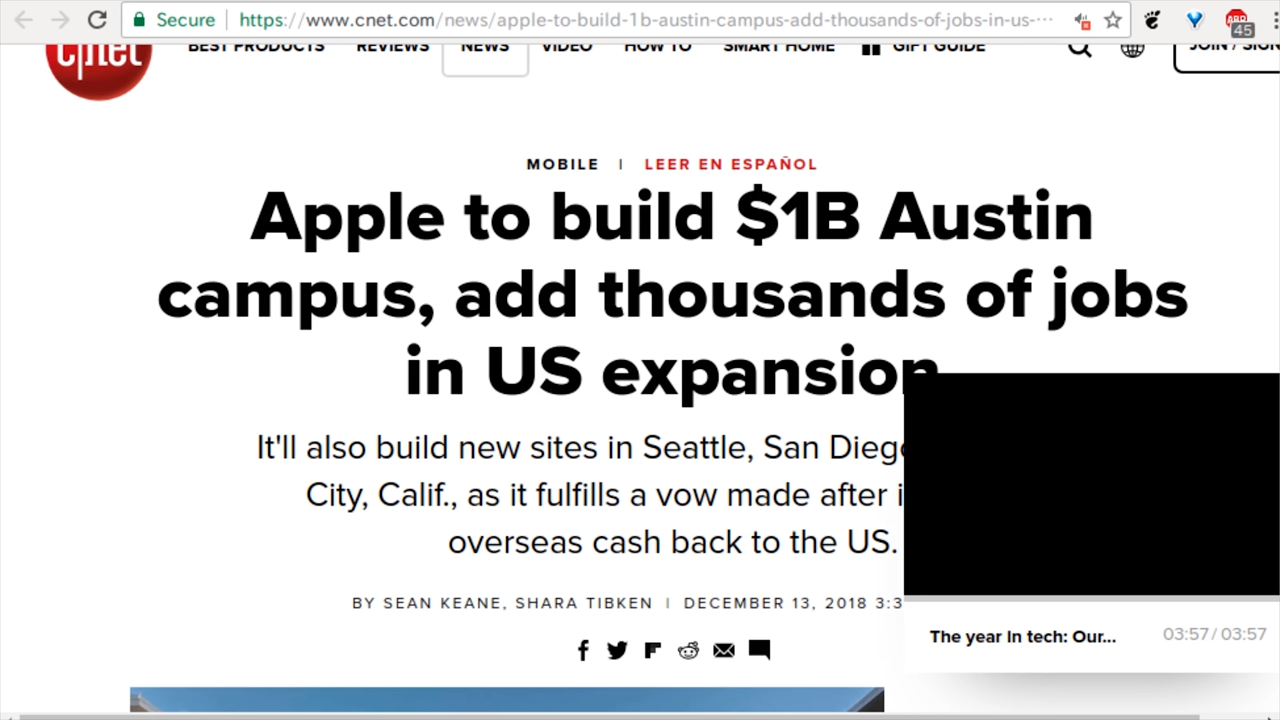 Secure https://www.cnet.com/news/apple-to-build-1b-austin-campus-add-thousands-of-jobs-in-us-···
45
cnet
BEST PRODUCTS REVIEWS NEWS VIDEO HOW TO SMART HOME GIFT GUIDE JOIN / SIGN
MOBILE | LEER EN ESPAÑOL
Apple to build $1B Austin
campus, add thousands of jobs
in US expansion
It'll also build new sites in Seattle, San Diego
City, Calif., as it fulfills a vow made after
overseas cash back to the US.
BY SEAN KEANE, SHARA TIBKEN | DECEMBER 13, 2018 3:3
The year in tech: Our... 03:57 / 03:57